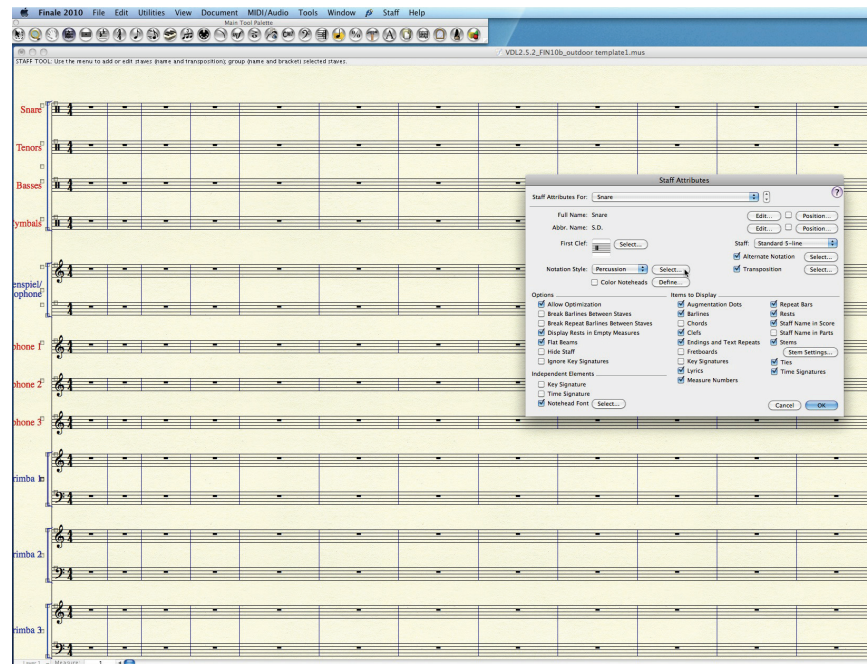 Finale 2010 File Edit Utilities View Document MIDI/Audio Tools Window Staff Help
Main Tool Palette
VDL2.5.2_FIN10b_outdoor template1.mus
STAFF TOOL: Use the menu to add or edit staves (name and transposition); group (name and bracket) selected staves.
Snare
Tenors
Basses
ymbals
enspiel/
ophone
phone 1
phone 2
phone 3
rimba 1
rimba 2
rimba 3
Staff Attributes
Staff Attributes For: Snare
?
Full Name: Snare Edit... Position...
Abbr. Name: S.D. Edit... Position...
First Clef: Select... Staff: Standard 5-line
Alternate Notation Select...
Notation Style: Percussion Select... Transposition Select...
Color Noteheads Define...
Options Items to Display
Allow Optimization Augmentation Dots Repeat Bars
Break Barlines Between Staves Barlines Rests
Break Repeat Barlines Between Staves Chords Staff Name in Score
Display Rests in Empty Measures Clefs Staff Name in Parts
Flat Beams Endings and Text Repeats Stems
Hide Staff Fretboards Stem Settings...
Ignore Key Signatures Key Signatures Ties
Independent Elements Lyrics Time Signatures
Key Signature Measure Numbers
Time Signature
Notehead Font Select... Cancel OK
Measure: 1